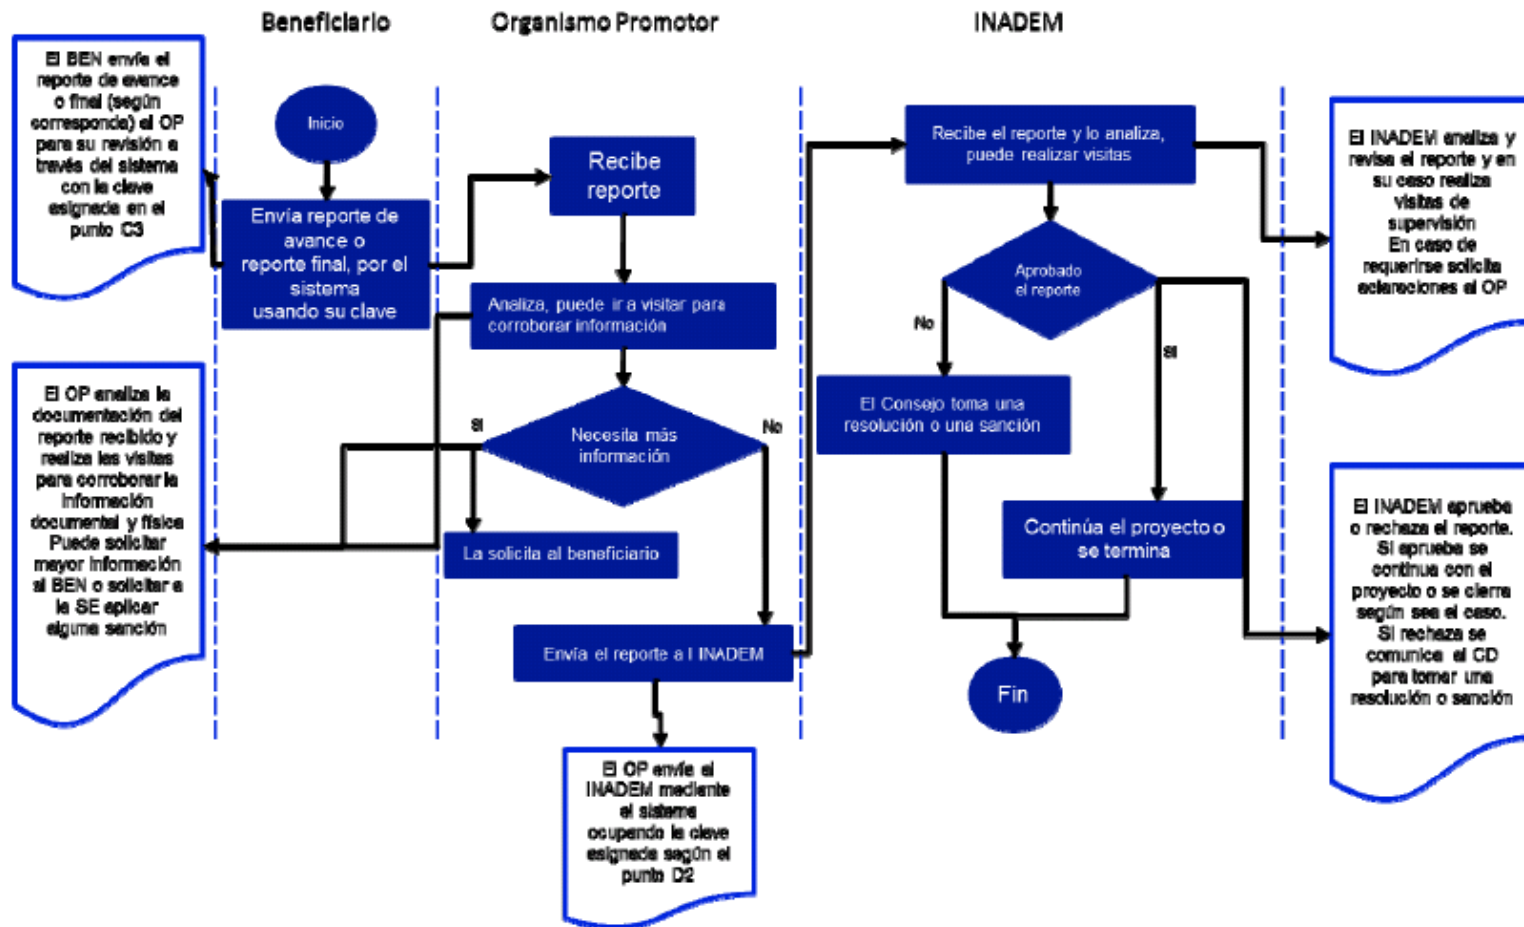 Beneficiario
Organismo Promotor
INADEM
El BEN envía el
reporte de avance
o final (según
corresponda) al OP
para su revisión a
través del sistema
con la clave
asignada en el
punto C3
Inicio
Envía reporte de
avance o
reporte final, por el
sistema
usando su clave
Recibe
reporte
Analiza, puede ir a visitar para
corroborar información
Necesita más
información
SI
No
La solicita al beneficiario
Envía el reporte a l INADEM
El OP envía al
INADEM mediante
el sistema
ocupando la clave
asignada según el
punto D2
El OP analiza la
documentación del
reporte recibido y
realiza las visitas
para corroborar la
información
documental y física
Puede solicitar
mayor información
al BEN o solicitar a
la SE aplicar
alguna sanción
Recibe el reporte y lo analiza,
puede realizar visitas
Aprobado
el reporte
No
SI
El Consejo toma una
resolución o una sanción
Continúa el proyecto o
se termina
Fin
El INADEM analiza y
revisa el reporte y en
su caso realiza
visitas de
supervisión
En caso de
requerirse solicita
aclaraciones al OP
El INADEM aprueba
o rechaza el reporte.
Si aprueba se
continua con el
proyecto o se cierra
según sea el caso.
Si rechaza se
comunica al CD
para tomar una
resolución o sanción